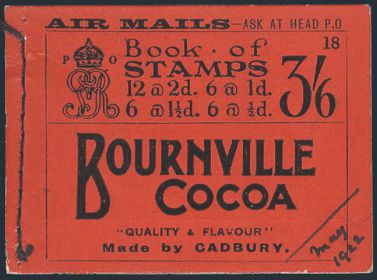 AIR MAILS—ASK AT HEAD P.O
18
P O
Book · of
STAMPS
3/6
12 @ 2d. 6 @ 1d.
6 @ 1½d. 6 @ ½d.
BOURNVILLE
COCOA
"QUALITY & FLAVOUR"
Made by CADBURY.
May
1922